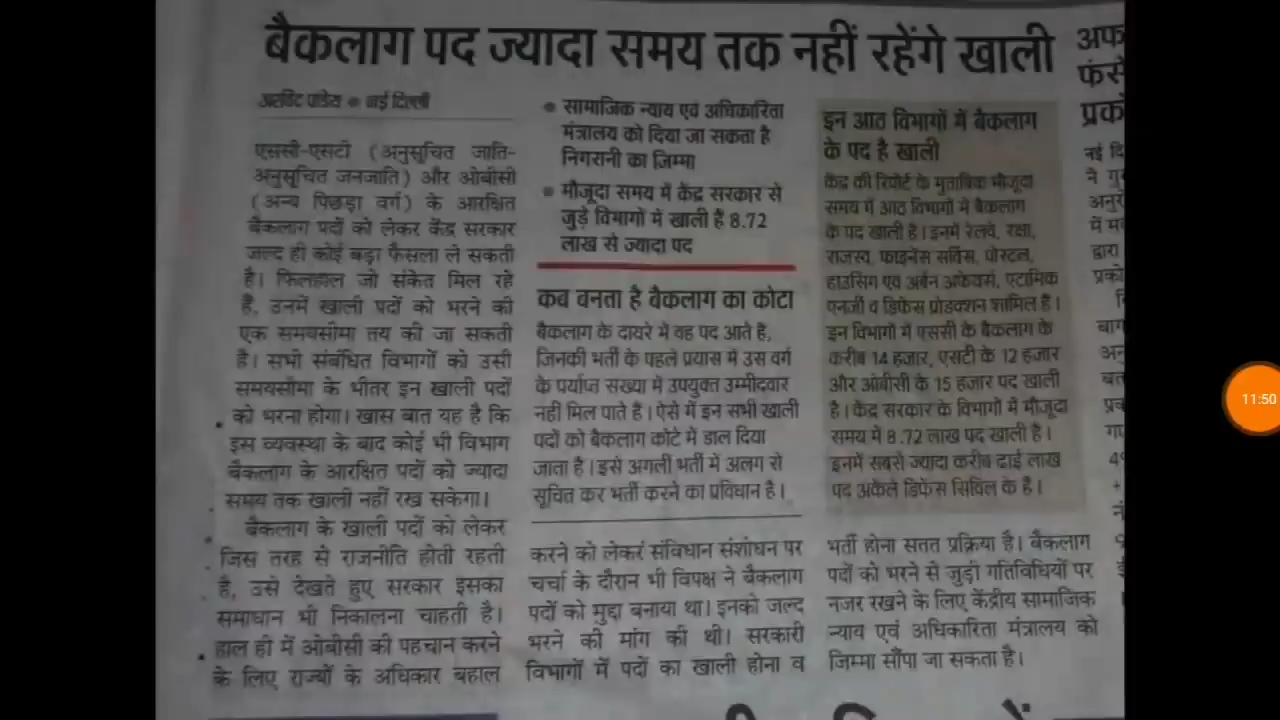 बैकलाग पद ज्यादा समय तक नहीं रहेंगे खाली
अरविंद पांडेय ● नई दिल्ली
एससी-एसटी (अनुसूचित जाति-
अनुसूचित जनजाति) और ओबीसी
(अन्य पिछड़ा वर्ग) के आरक्षित
बैकलाग पदों को लेकर केंद्र सरकार
जल्द ही कोई बड़ा फैसला ले सकती
है। फिलहाल जो संकेत मिल रहे
है, उनमें खाली पदों को भरने की
एक समयसीमा तय की जा सकती
है। सभी संबंधित विभागों को उसी
समयसीमा के भीतर इन खाली पदों
को भरना होगा। खास बात यह है कि
इस व्यवस्था के बाद कोई भी विभाग
बैकलाग के आरक्षित पदों को ज्यादा
समय तक खाली नहीं रख सकेगा।
बैकलाग के खाली पदों को लेकर
जिस तरह से राजनीति होती रहती
है, उसे देखते हुए सरकार इसका
समाधान भी निकालना चाहती है।
हाल ही में ओबीसी की पहचान करने
के लिए राज्यों के अधिकार बहाल
● सामाजिक न्याय एवं अधिकारिता
मंत्रालय को दिया जा सकता है
निगरानी का जिम्मा
● मौजूदा समय में केंद्र सरकार से
जुड़े विभागों में खाली हैं 8.72
लाख से ज्यादा पद
कब बनता है बैकलाग का कोटा
बैकलाग के दायरे में वह पद आते है,
जिनकी भर्ती के पहले प्रयास में उस वर्ग
के पर्याप्त संख्या में उपयुक्त उम्मीदवार
नहीं मिल पाते हैं। ऐसे में इन सभी खाली
पदों को बैकलाग कोटे में डाल दिया
जाता है। इसे अगली भर्ती में अलग से
सूचित कर भर्ती करने का प्रविधान है।
करने को लेकर संविधान संशोधन पर
चर्चा के दौरान भी विपक्ष ने बैकलाग
पदों को मुद्दा बनाया था। इनको जल्द
भरने की मांग की थी। सरकारी
विभागों में पदों का खाली होना व
इन आठ विभागों में बैकलाग
के पद है खाली
केंद्र की रिपोर्ट के मुताबिक मौजूदा
समय में आठ विभागों में बैकलाग
के पद खाली है। इनमें रेलवे, रक्षा,
राजस्व, फाइनेंस सर्विस, पोस्टल,
हाउसिंग एवं अर्बन अफेयर्स, एटामिक
एनर्जी व डिफेंस प्रोडक्शन शामिल हैं।
इन विभागों में एससी के बैकलाग के
करीब 14 हजार, एसटी के 12 हजार
और ओबीसी के 15 हजार पद खाली
है। केंद्र सरकार के विभागों में मौजूदा
समय में 8.72 लाख पद खाली है।
इनमें सबसे ज्यादा करीब ढाई लाख
पद अकेले डिफेंस सिविल के है।
भर्ती होना सतत प्रक्रिया है। बैकलाग
पदों को भरने से जुड़ी गतिविधियों पर
नजर रखने के लिए केंद्रीय सामाजिक
न्याय एवं अधिकारिता मंत्रालय को
जिम्मा सौंपा जा सकता है।
11:50